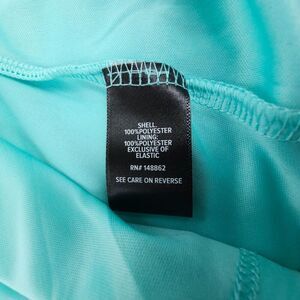 SHELL
100%POLYESTER
LINING:
100%POLYESTER
EXCLUSIVE OF
ELASTIC
RN# 148862
SEE CARE ON REVERSE